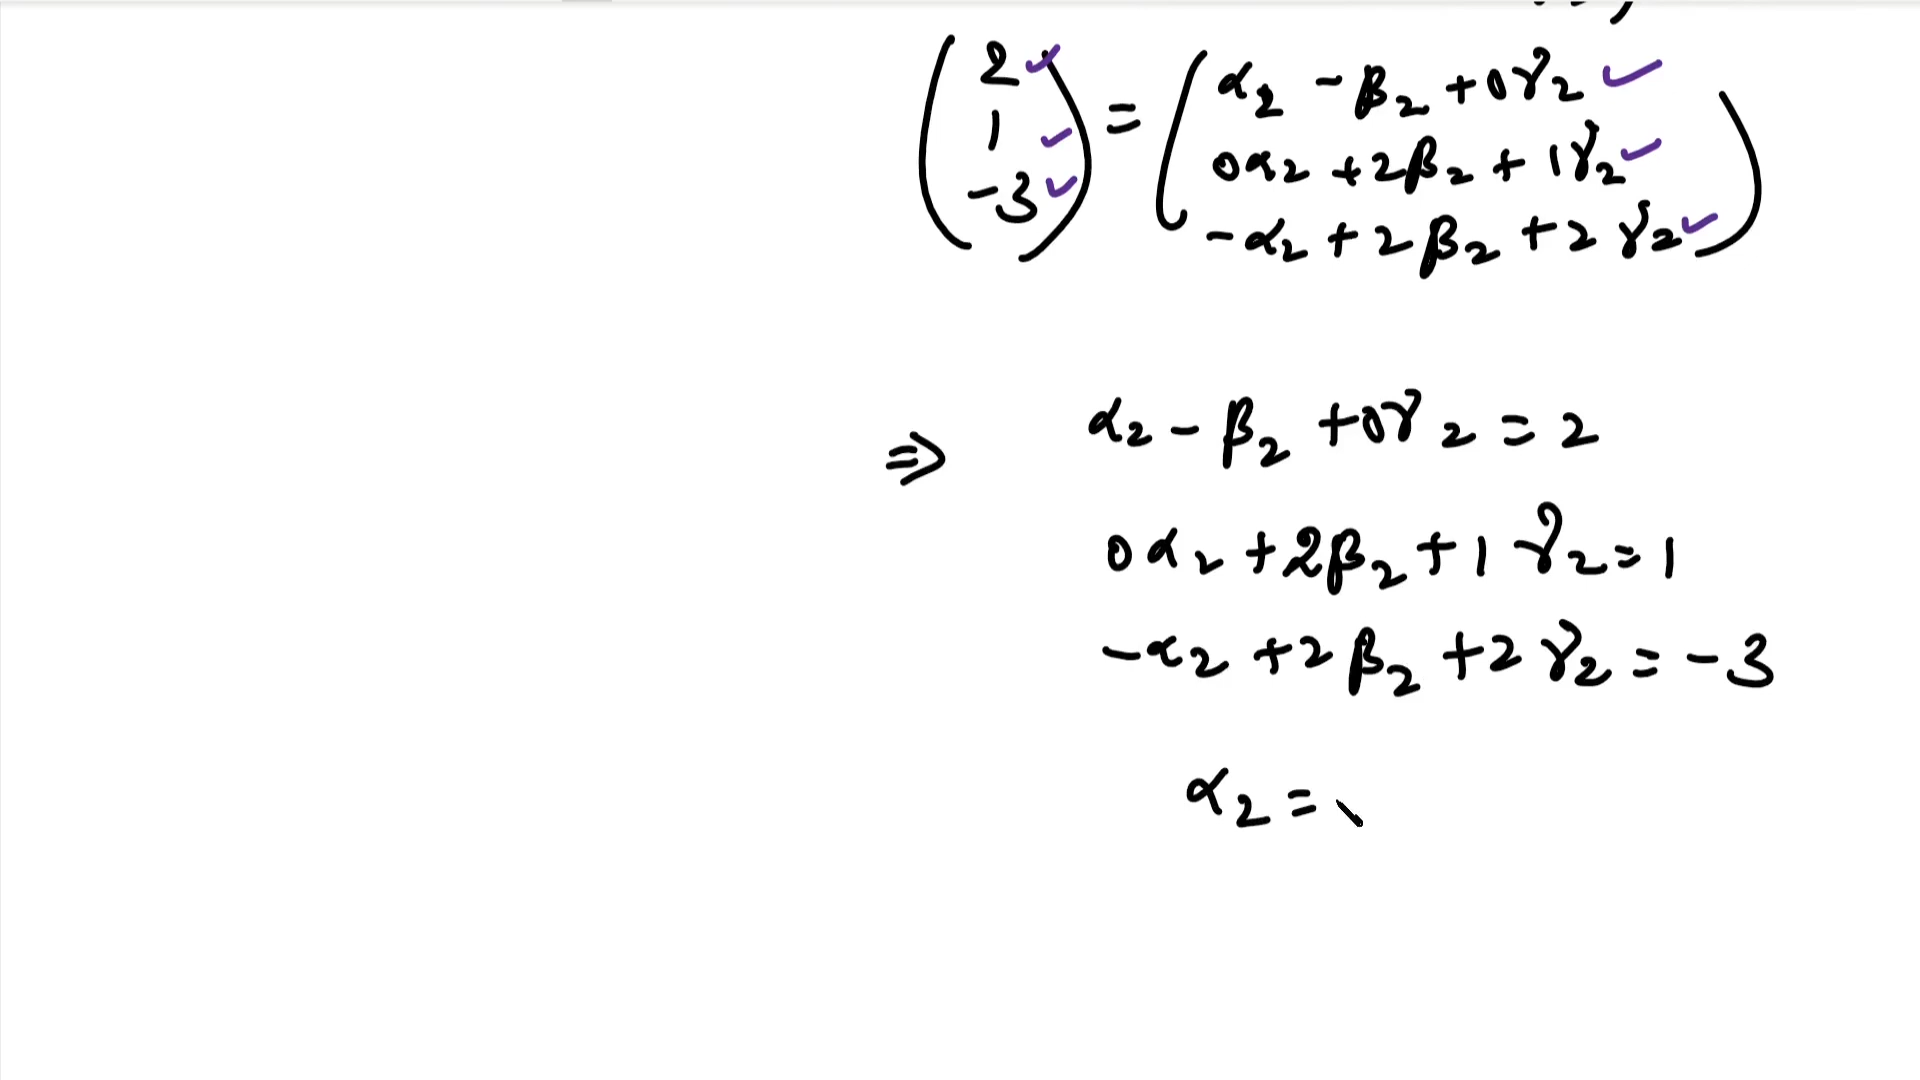 2 ✓ = α₂ - β₂ + 0γ₂ ✓
1 ✓ 0α₂ + 2β₂ + 1γ₂ ✓
-3 ✓ -α₂ + 2β₂ + 2γ₂ ✓
⇒ α₂ - β₂ + 0γ₂ = 2
0α₂ + 2β₂ + 1γ₂ = 1
-α₂ + 2β₂ + 2γ₂ = -3
α₂ =